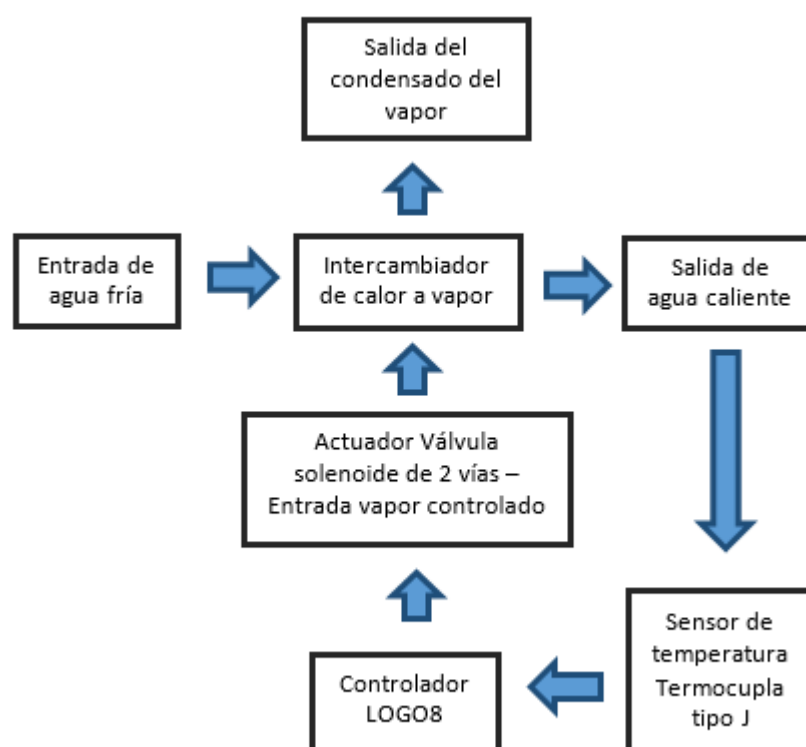 Salida del
condensado del
vapor
Entrada de
agua fría
Intercambiador
de calor a vapor
Salida de
agua caliente
Actuador Válvula
solenoide de 2 vías –
Entrada vapor controlado
Sensor de
temperatura
Termocupla
tipo J
Controlador
LOGO8